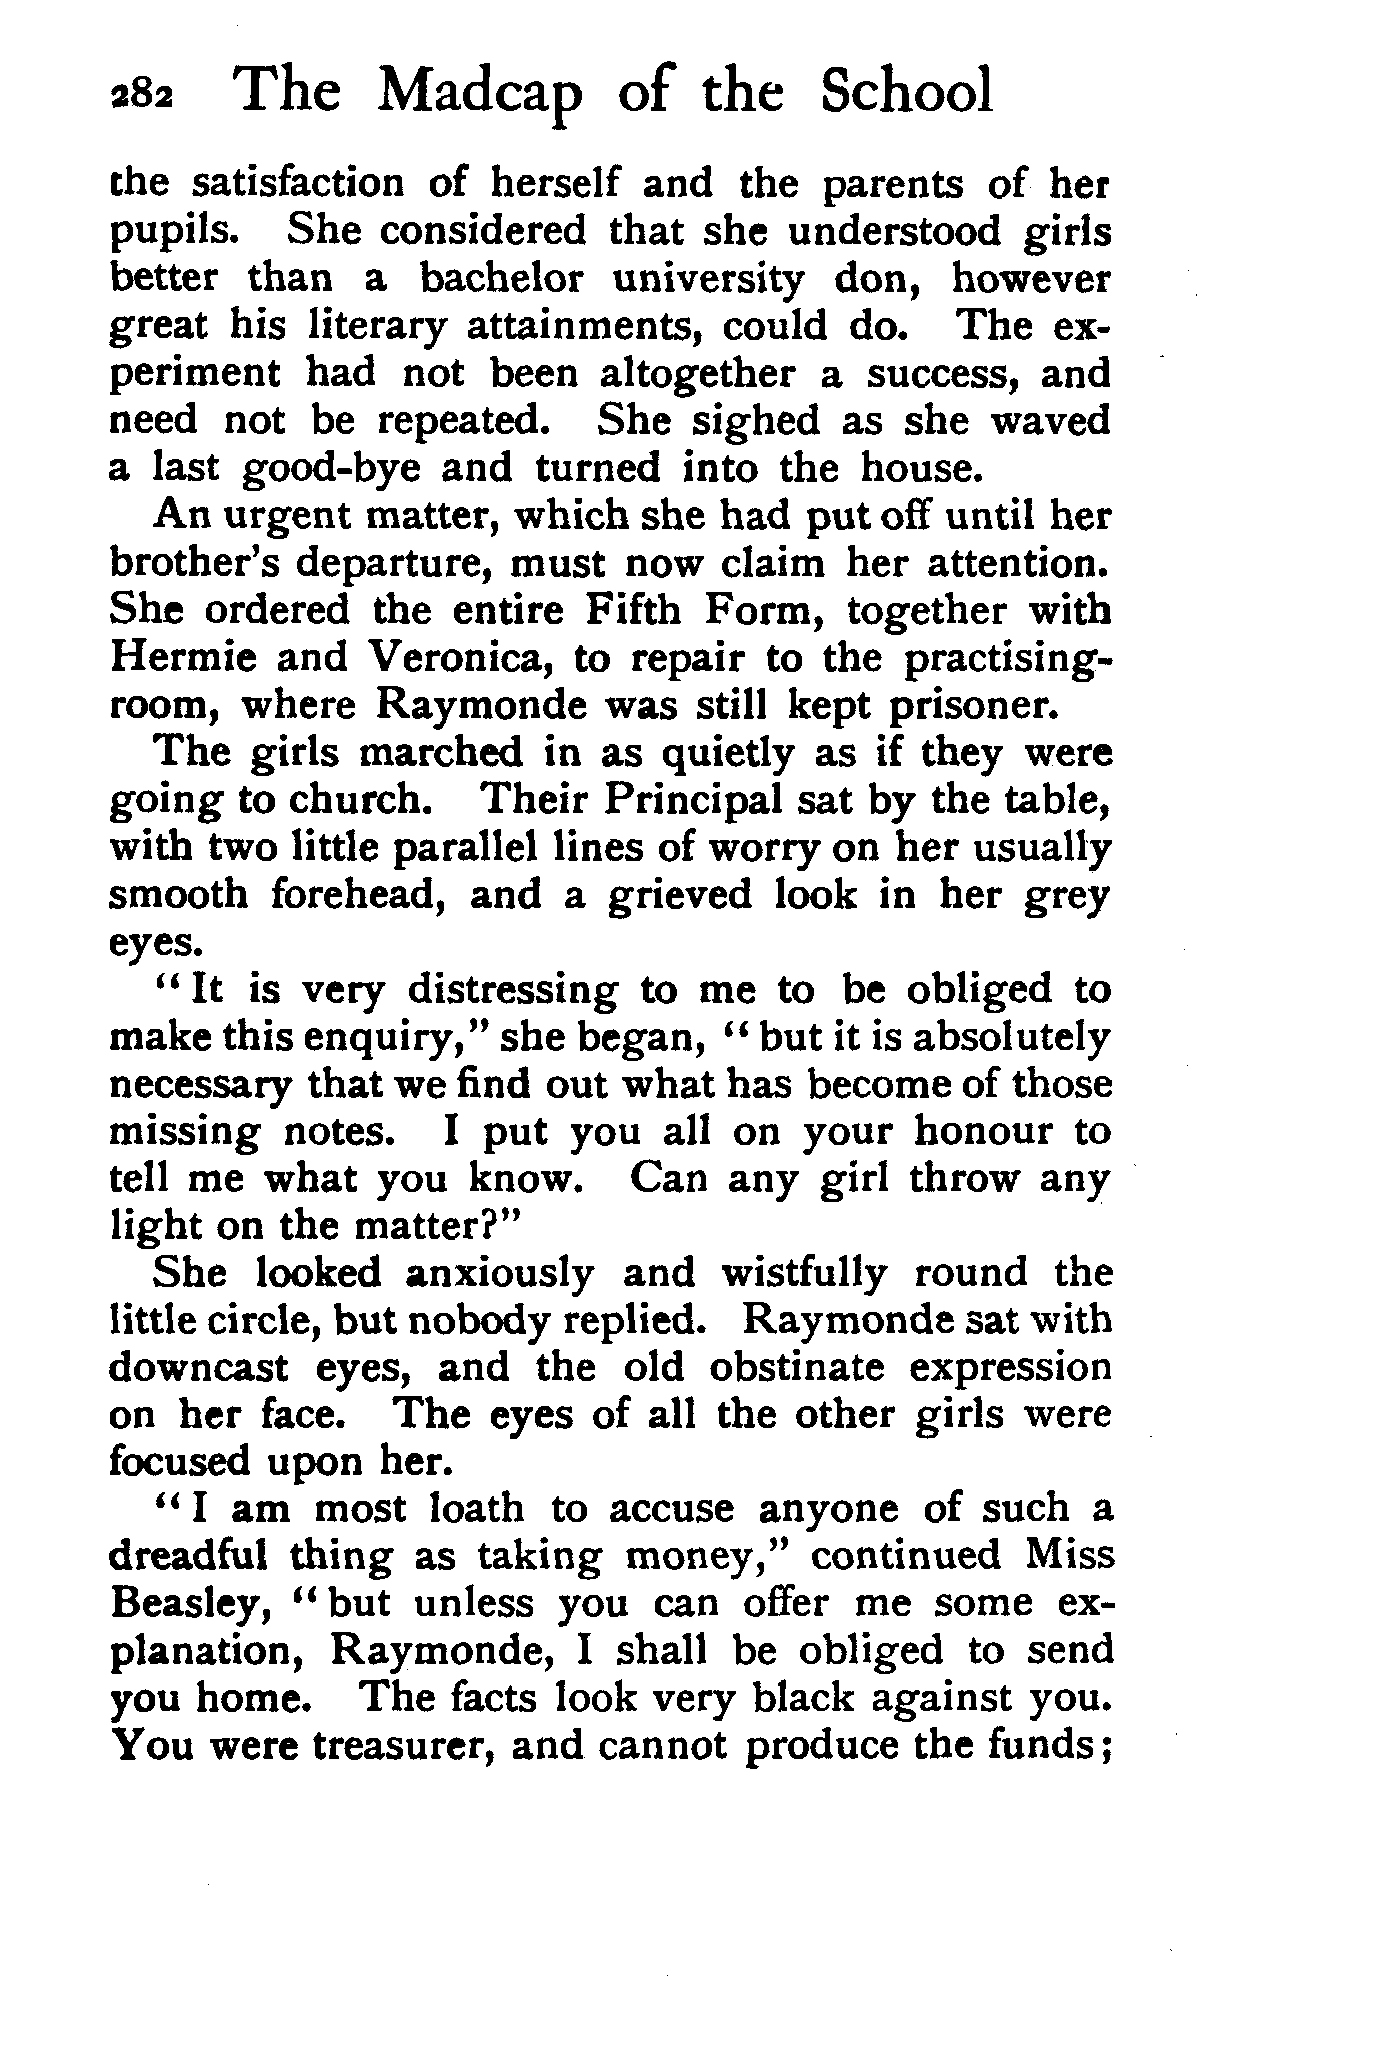 282 The Madcap of the School
the satisfaction of herself and the parents of her
pupils. She considered that she understood girls
better than a bachelor university don, however
great his literary attainments, could do. The ex-
periment had not been altogether a success, and
need not be repeated. She sighed as she waved
a last good-bye and turned into the house.
An urgent matter, which she had put off until her
brother's departure, must now claim her attention.
She ordered the entire Fifth Form, together with
Hermie and Veronica, to repair to the practising-
room, where Raymonde was still kept prisoner.
The girls marched in as quietly as if they were
going to church. Their Principal sat by the table,
with two little parallel lines of worry on her usually
smooth forehead, and a grieved look in her grey
eyes.
"It is very distressing to me to be obliged to
make this enquiry," she began, "but it is absolutely
necessary that we find out what has become of those
missing notes. I put you all on your honour to
tell me what you know. Can any girl throw any
light on the matter?"
She looked anxiously and wistfully round the
little circle, but nobody replied. Raymonde sat with
downcast eyes, and the old obstinate expression
on her face. The eyes of all the other girls were
focused upon her.
"I am most loath to accuse anyone of such a
dreadful thing as taking money," continued Miss
Beasley, "but unless you can offer me some ex-
planation, Raymonde, I shall be obliged to send
you home. The facts look very black against you.
You were treasurer, and cannot produce the funds;